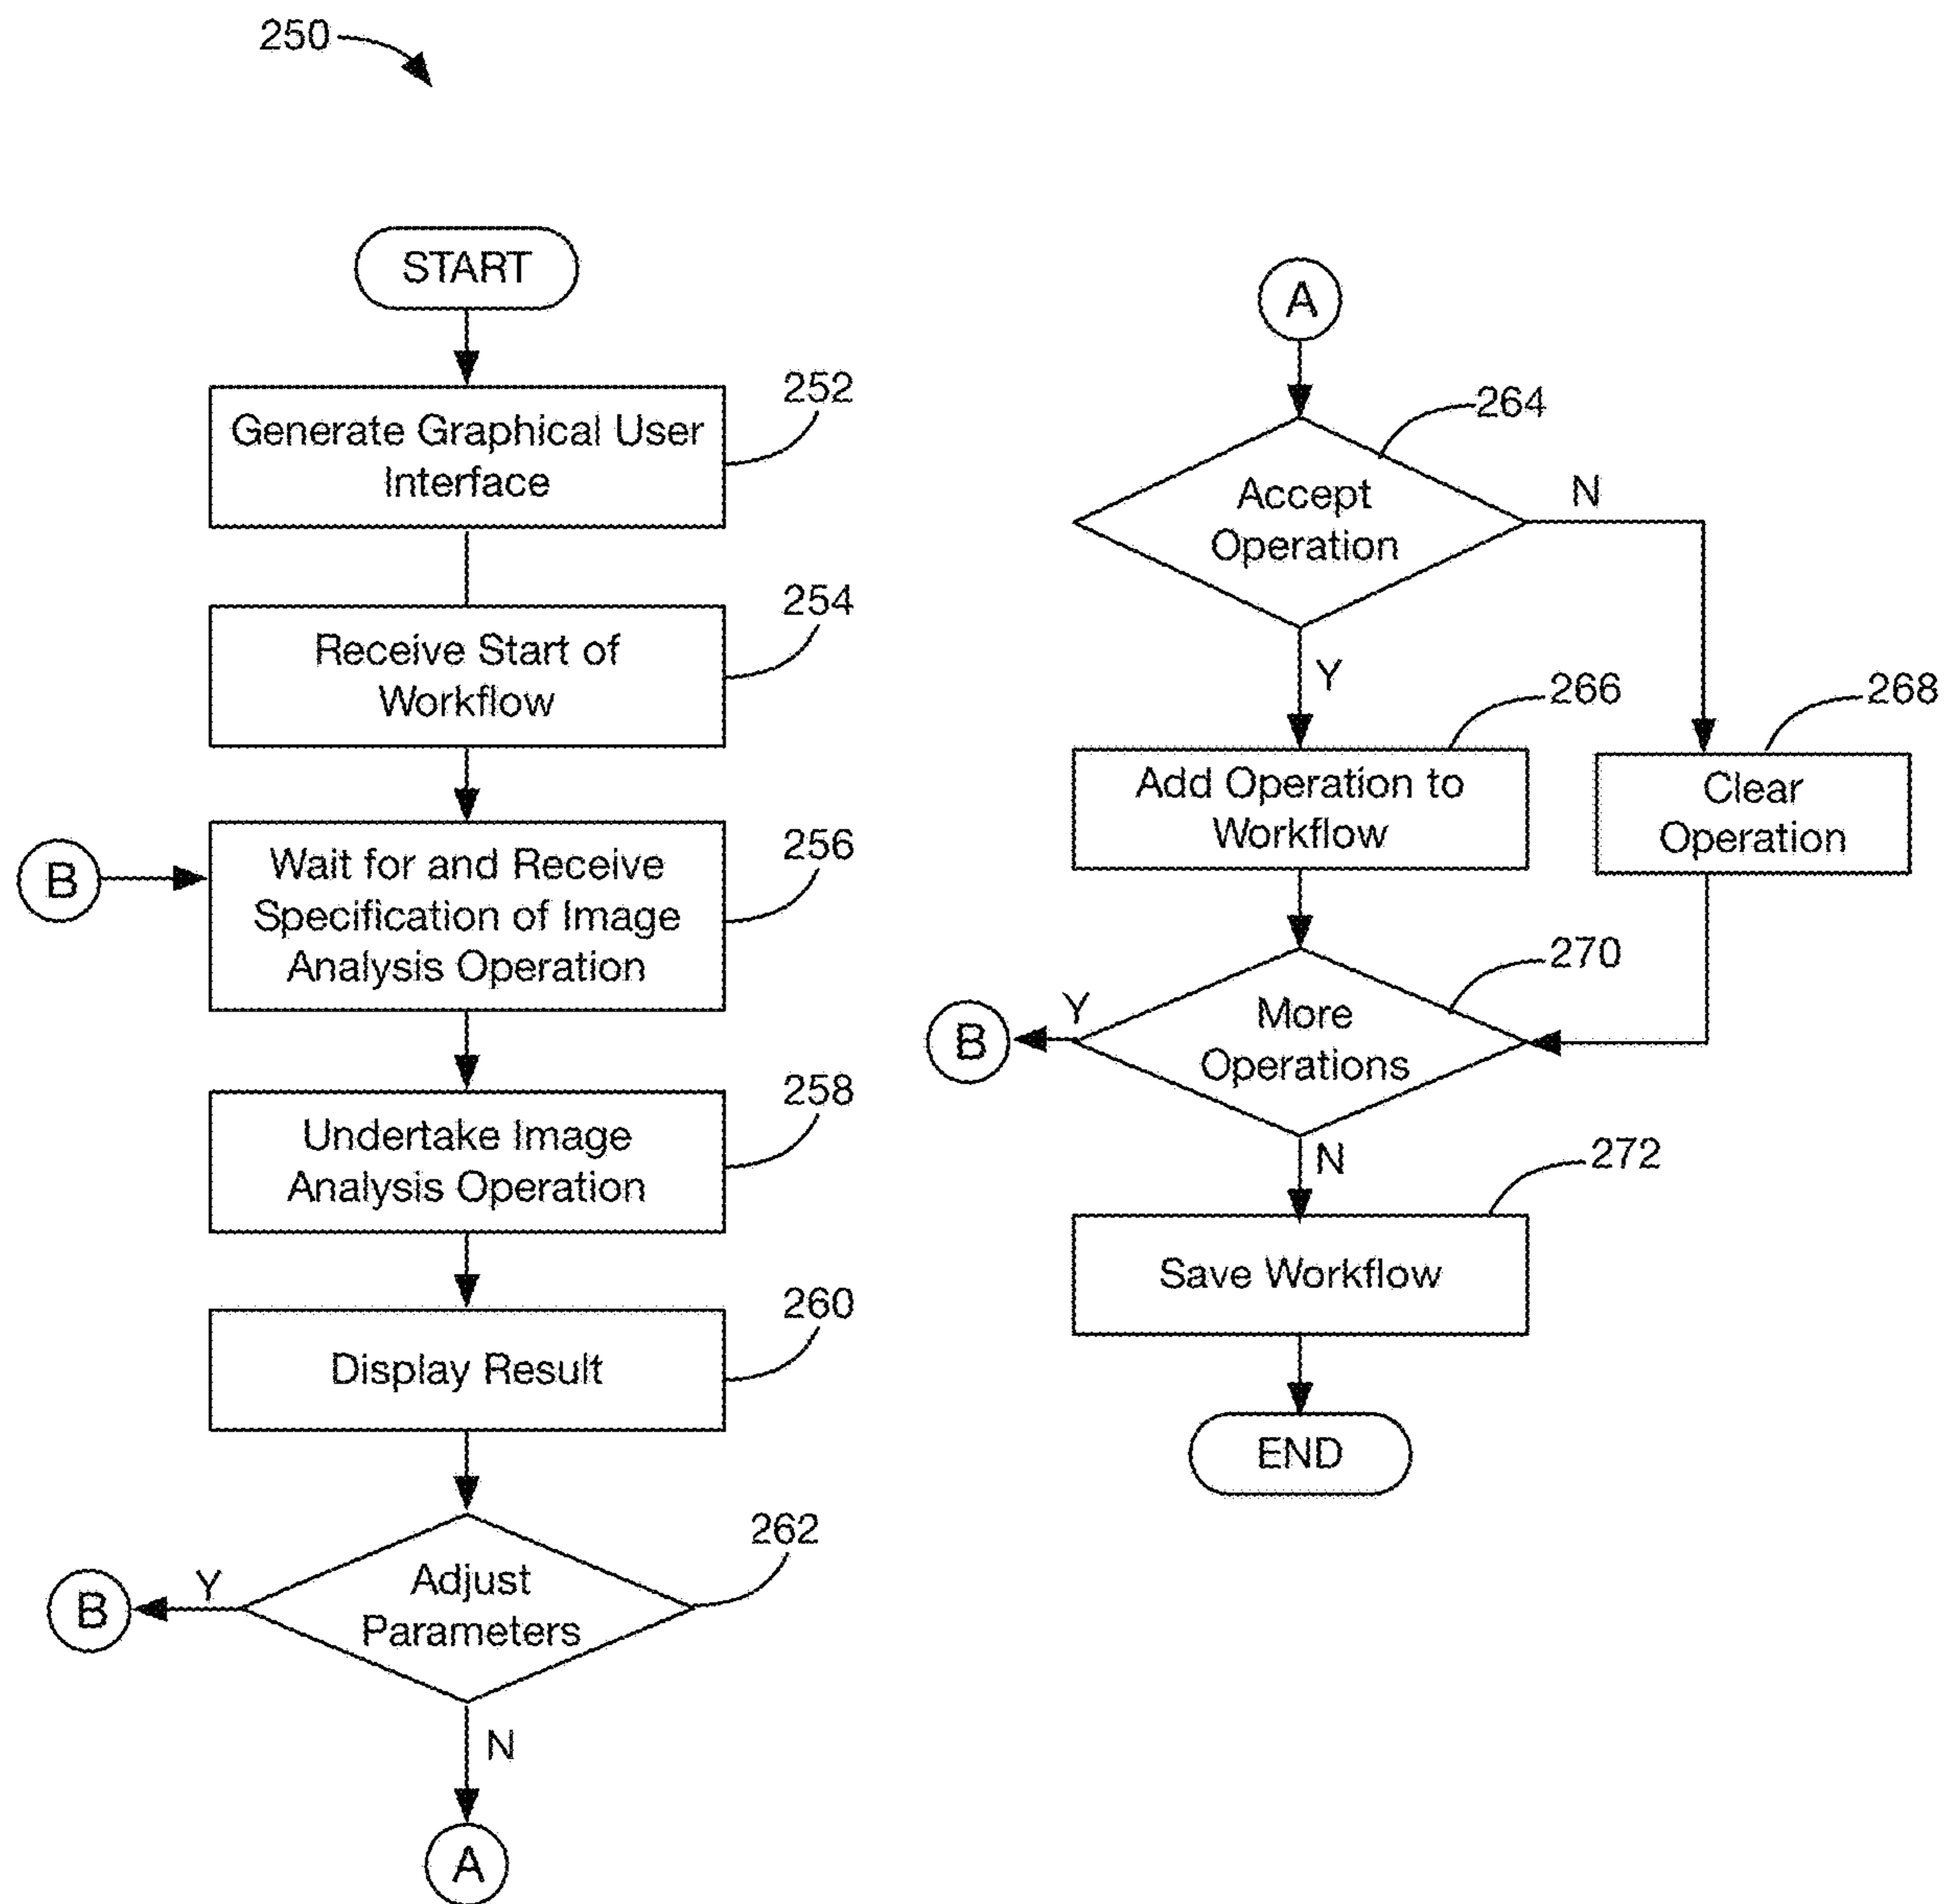 250
START
252
Generate Graphical User
Interface
254
Receive Start of
Workflow
B
256
Wait for and Receive
Specification of Image
Analysis Operation
258
Undertake Image
Analysis Operation
260
Display Result
262
Adjust
Parameters
Y
B
N
A
A
264
Accept
Operation
N
Y
266
268
Add Operation to
Workflow
Clear
Operation
270
More
Operations
Y
B
N
272
Save Workflow
END